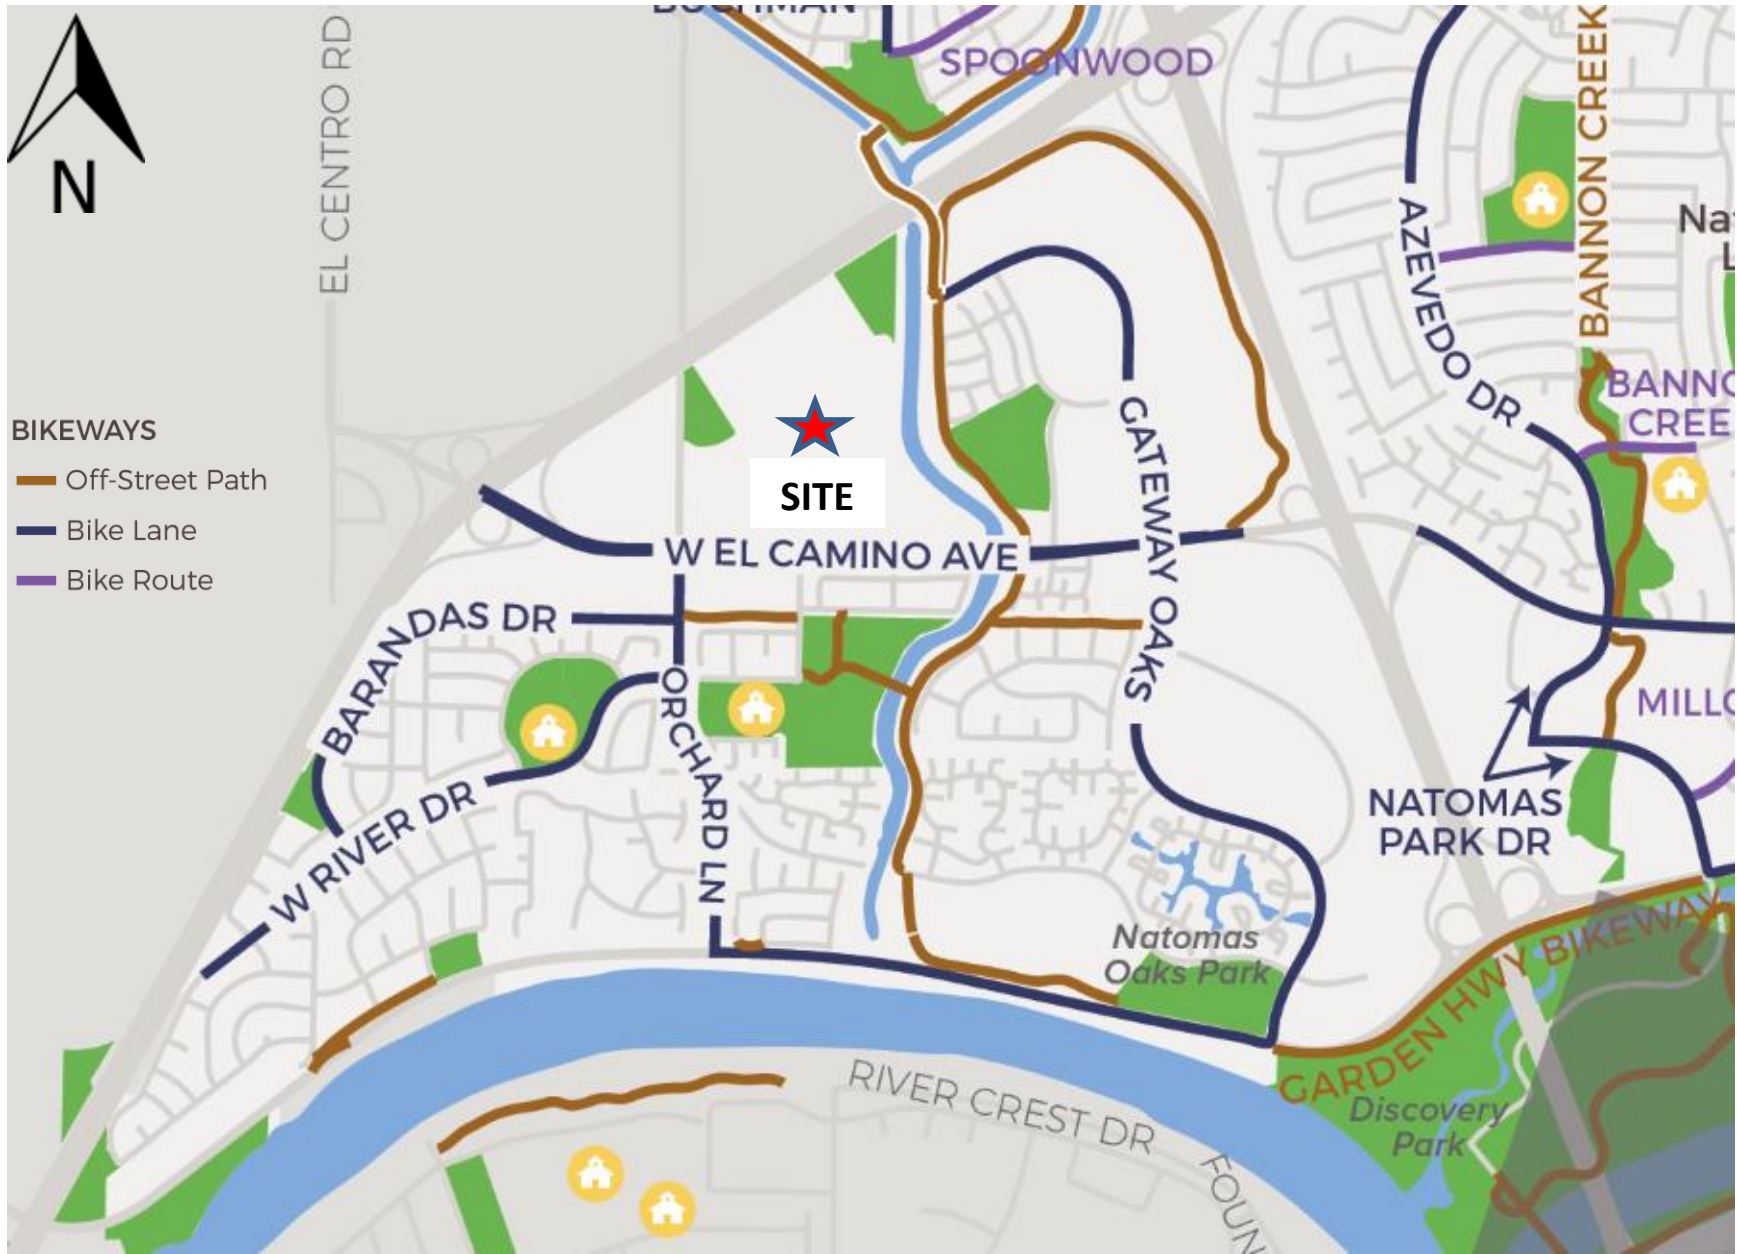 BUCHMAN
SPOONWOOD
EL CENTRO RD
N
BANNON CREEK
AZEVEDO DR
BIKEWAYS
Off-Street Path
Bike Lane
Bike Route
SITE
GATEWAY OAKS
W EL CAMINO AVE
BARANDAS DR
W RIVER DR
ORCHARD LN
NATOMAS
PARK DR
Natomas
Oaks Park
GARDEN HWY BIKEWAY
RIVER CREST DR
Discovery
Park